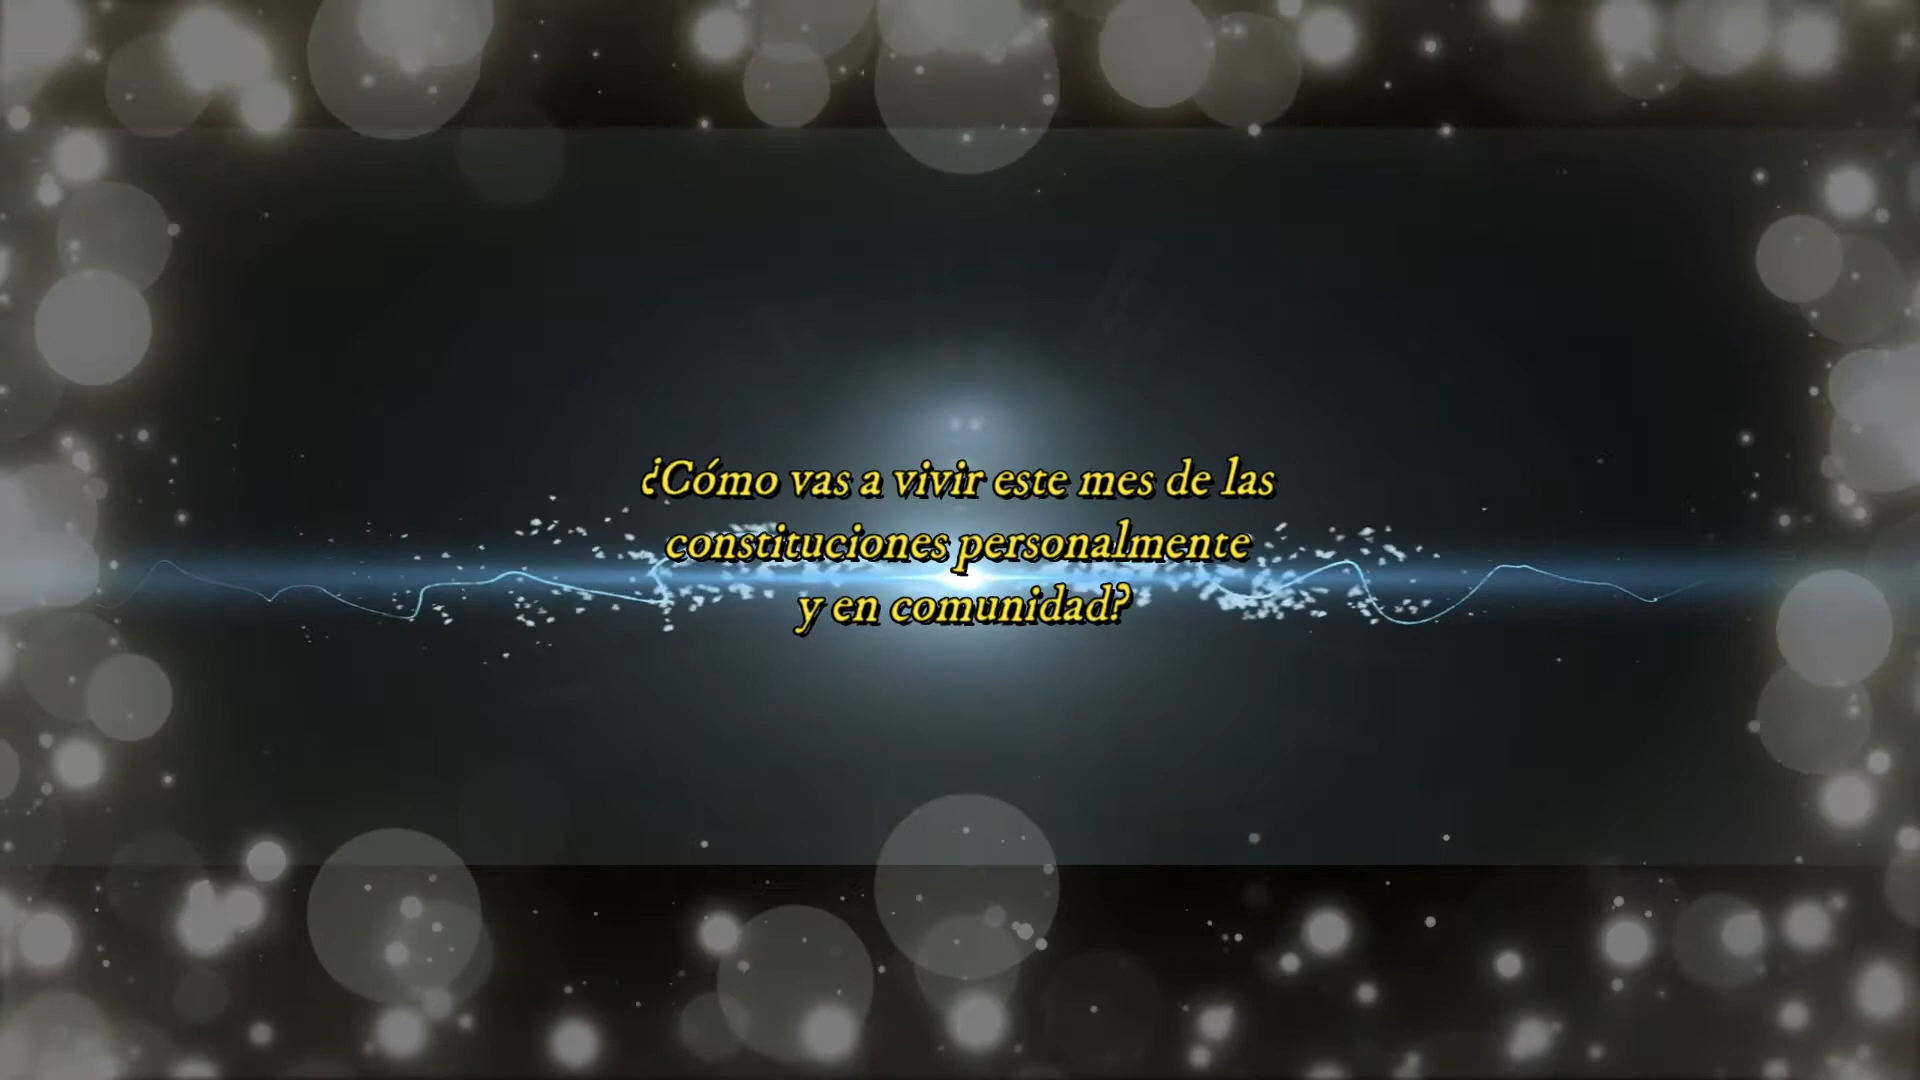 ¿Cómo vas a vivir este mes de las
constituciones personalmente
y en comunidad?